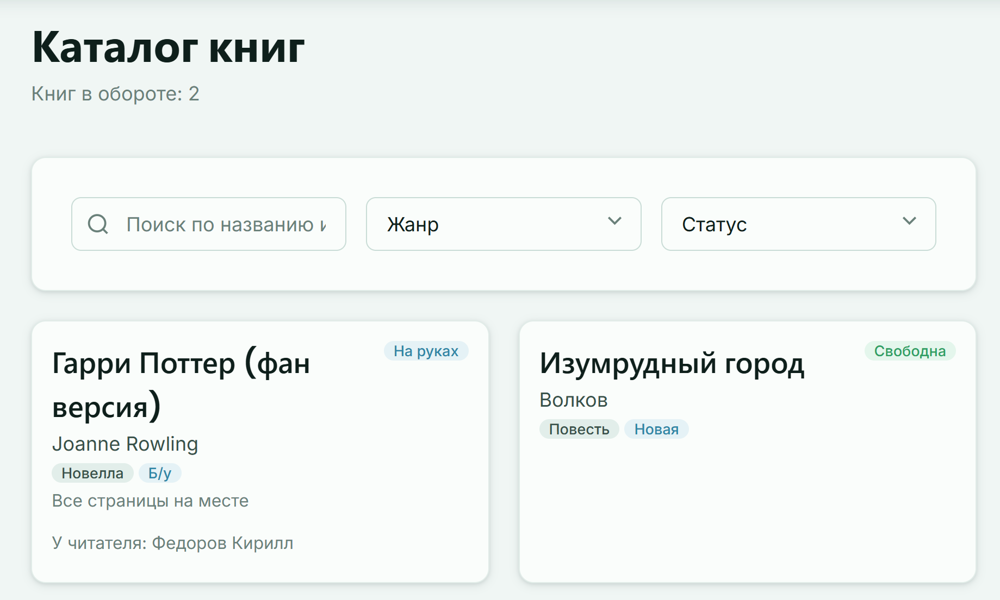 Каталог книг
Книг в обороте: 2
Поиск по названию и
Жанр
Статус
Гарри Поттер (фан
версия)
На руках
Joanne Rowling
Новелла
Б/у
Все страницы на месте
У читателя: Федоров Кирилл
Изумрудный город
Свободна
Волков
Повесть
Новая